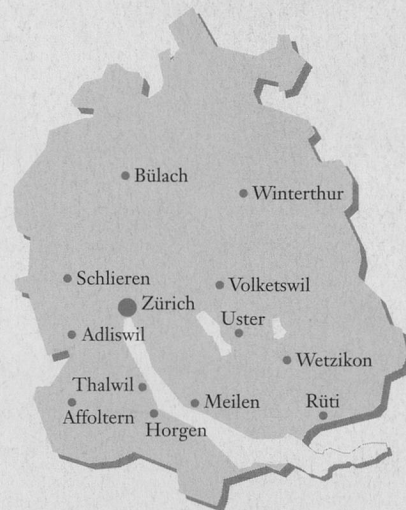 Bülach
Winterthur
Schlieren
Volketswil
Zürich
Uster
Adliswil
Wetzikon
Thalwil
Meilen
Rüti
Affoltern
Horgen